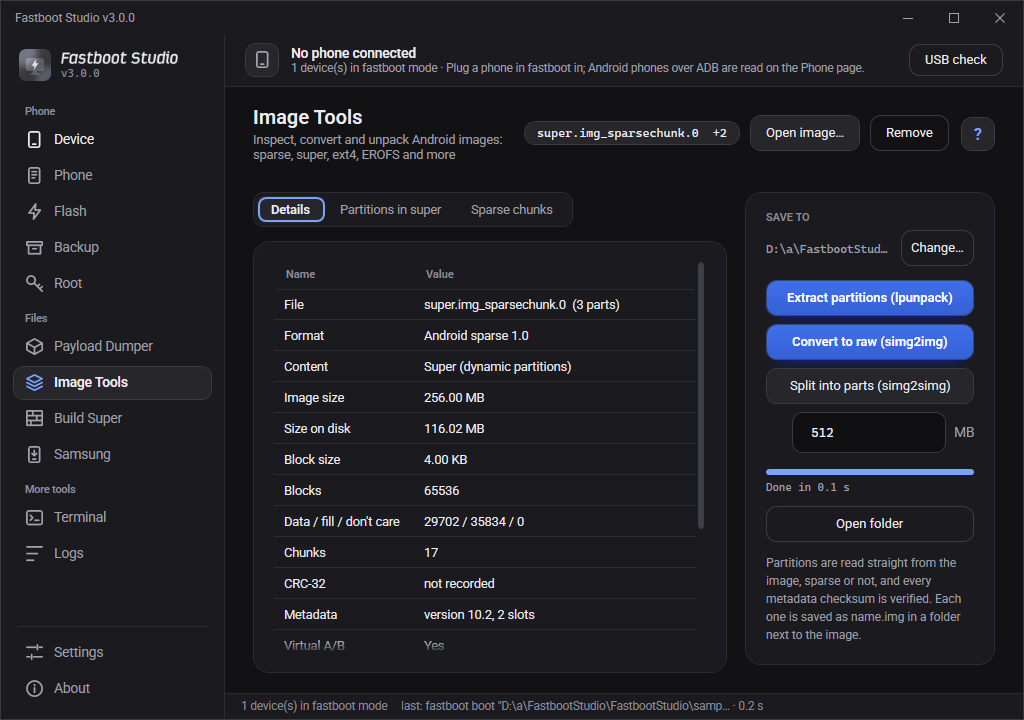 Fastboot Studio v3.0.0
Fastboot Studio
v3.0.0
Phone
Device
Phone
Flash
Backup
Root
Files
Payload Dumper
Image Tools
Build Super
Samsung
More tools
Terminal
Logs
Settings
About
No phone connected
1 device(s) in fastboot mode · Plug a phone in fastboot in; Android phones over ADB are read on the Phone page.
USB check
Image Tools
Inspect, convert and unpack Android images:
sparse, super, ext4, EROFS and more
super.img_sparsechunk.0 +2
Open image…
Remove
?
Details
Partitions in super
Sparse chunks
Name Value
File super.img_sparsechunk.0 (3 parts)
Format Android sparse 1.0
Content Super (dynamic partitions)
Image size 256.00 MB
Size on disk 116.02 MB
Block size 4.00 KB
Blocks 65536
Data / fill / don't care 29702 / 35834 / 0
Chunks 17
CRC-32 not recorded
Metadata version 10.2, 2 slots
Virtual A/B Yes
SAVE TO
D:\a\FastbootStud…
Change…
Extract partitions (lpunpack)
Convert to raw (simg2img)
Split into parts (simg2simg)
512 MB
Done in 0.1 s
Open folder
Partitions are read straight from the
image, sparse or not, and every
metadata checksum is verified. Each
one is saved as name.img in a folder
next to the image.
1 device(s) in fastboot mode last: fastboot boot "D:\a\FastbootStudio\FastbootStudio\samp… · 0.2 s